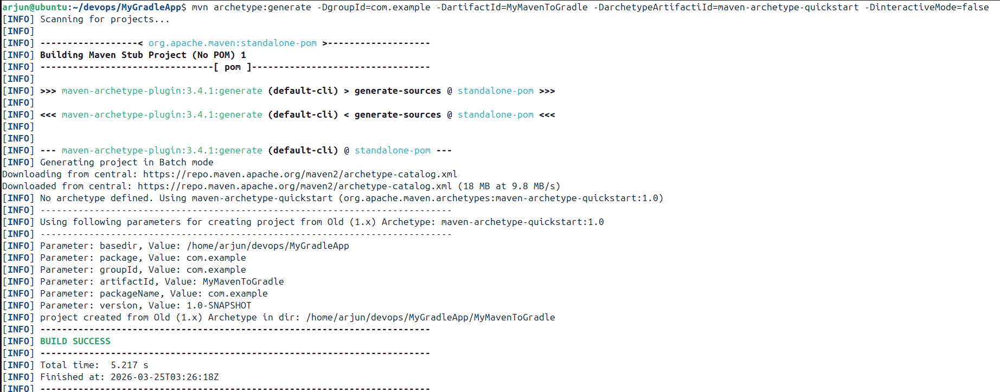 arjun@ubuntu:~/devops/MyGradleApp$ mvn archetype:generate -DgroupId=com.example -DartifactId=MyMavenToGradle -DarchetypeArtifactiId=maven-archetype-quickstart -DinteractiveMode=false
[INFO] Scanning for projects...
[INFO]
[INFO] ------------------< org.apache.maven:standalone-pom >-------------------
[INFO] Building Maven Stub Project (No POM) 1
[INFO] --------------------------------[ pom ]---------------------------------
[INFO]
[INFO] >>> maven-archetype-plugin:3.4.1:generate (default-cli) > generate-sources @ standalone-pom >>>
[INFO]
[INFO] <<< maven-archetype-plugin:3.4.1:generate (default-cli) < generate-sources @ standalone-pom <<<
[INFO]
[INFO]
[INFO] --- maven-archetype-plugin:3.4.1:generate (default-cli) @ standalone-pom ---
[INFO] Generating project in Batch mode
Downloading from central: https://repo.maven.apache.org/maven2/archetype-catalog.xml
Downloaded from central: https://repo.maven.apache.org/maven2/archetype-catalog.xml (18 MB at 9.8 MB/s)
[INFO] No archetype defined. Using maven-archetype-quickstart (org.apache.maven.archetypes:maven-archetype-quickstart:1.0)
[INFO] ----------------------------------------------------------------------------
[INFO] Using following parameters for creating project from Old (1.x) Archetype: maven-archetype-quickstart:1.0
[INFO] ----------------------------------------------------------------------------
[INFO] Parameter: basedir, Value: /home/arjun/devops/MyGradleApp
[INFO] Parameter: package, Value: com.example
[INFO] Parameter: groupId, Value: com.example
[INFO] Parameter: artifactId, Value: MyMavenToGradle
[INFO] Parameter: packageName, Value: com.example
[INFO] Parameter: version, Value: 1.0-SNAPSHOT
[INFO] project created from Old (1.x) Archetype in dir: /home/arjun/devops/MyGradleApp/MyMavenToGradle
[INFO] ------------------------------------------------------------------------
[INFO] BUILD SUCCESS
[INFO] ------------------------------------------------------------------------
[INFO] Total time:  5.217 s
[INFO] Finished at: 2026-03-25T03:26:18Z
[INFO] ------------------------------------------------------------------------